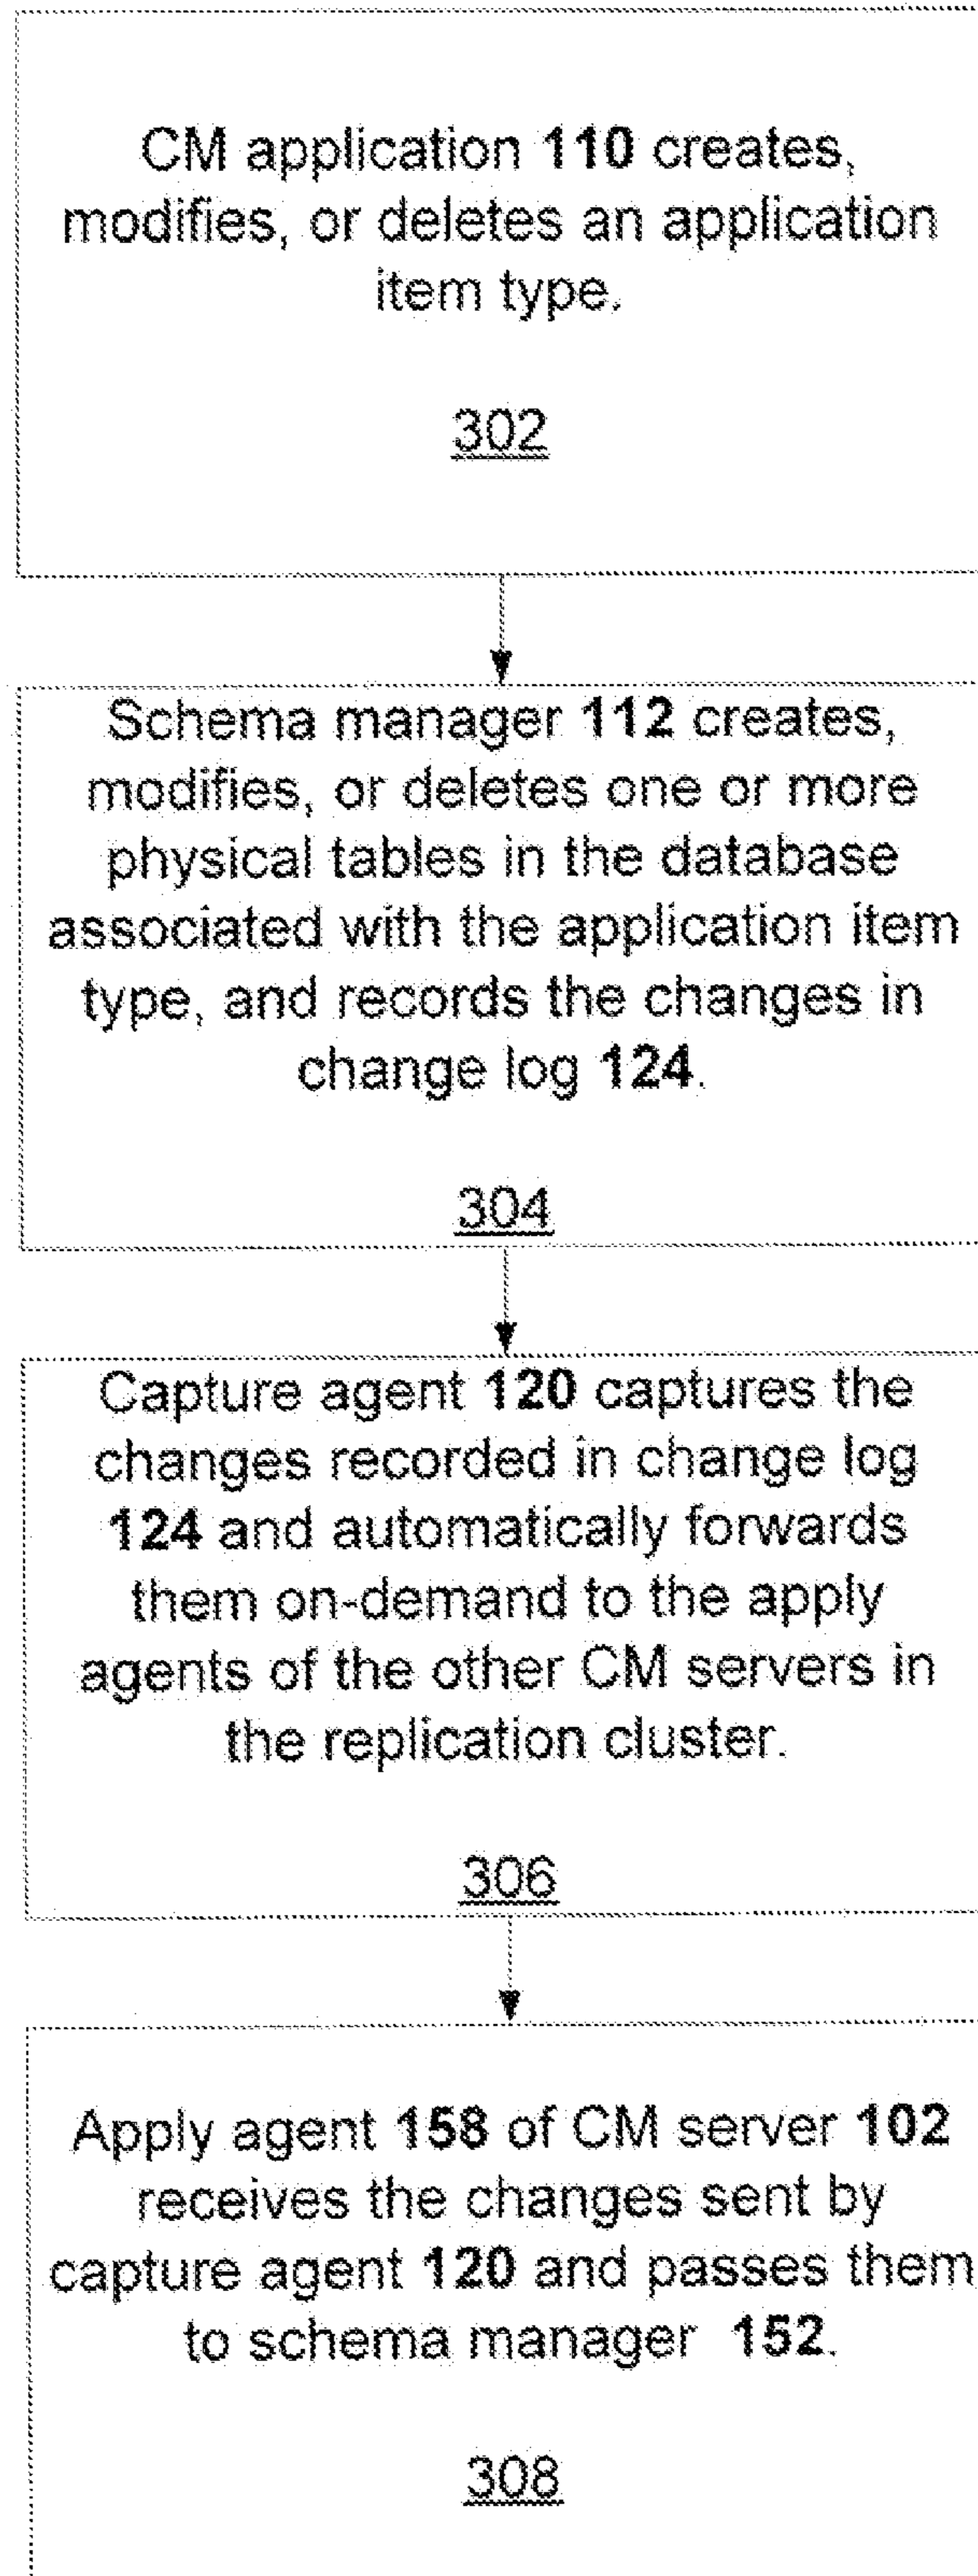 CM application 110 creates,
modifies, or deletes an application
item type.
302
Schema manager 112 creates,
modifies, or deletes one or more
physical tables in the database
associated with the application item
type, and records the changes in
change log 124.
304
Capture agent 120 captures the
changes recorded in change log
124 and automatically forwards
them on-demand to the apply
agents of the other CM servers in
the replication cluster.
306
Apply agent 158 of CM server 102
receives the changes sent by
capture agent 120 and passes them
to schema manager 152.
308